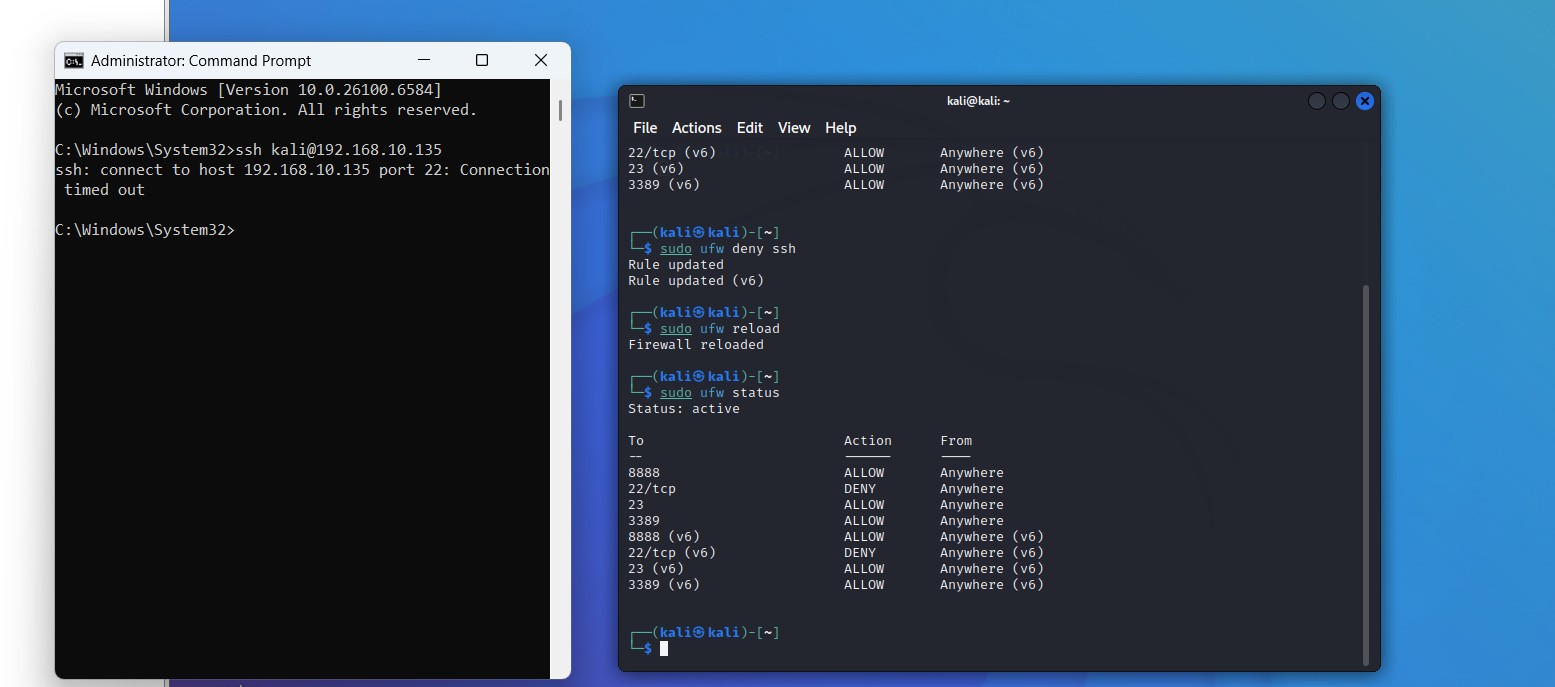 Administrator: Command Prompt
Microsoft Windows [Version 10.0.26100.6584]
(c) Microsoft Corporation. All rights reserved.
C:\Windows\System32>ssh kali@192.168.10.135
ssh: connect to host 192.168.10.135 port 22: Connection
 timed out
C:\Windows\System32>
kali@kali: ~
File Actions Edit View Help
22/tcp (v6) ALLOW Anywhere (v6)
23 (v6) ALLOW Anywhere (v6)
3389 (v6) ALLOW Anywhere (v6)
┌──(kali㉿kali)-[~]
└─$ sudo ufw deny ssh
Rule updated
Rule updated (v6)
┌──(kali㉿kali)-[~]
└─$ sudo ufw reload
Firewall reloaded
┌──(kali㉿kali)-[~]
└─$ sudo ufw status
Status: active
To Action From
-- ------ ----
8888 ALLOW Anywhere
22/tcp DENY Anywhere
23 ALLOW Anywhere
3389 ALLOW Anywhere
8888 (v6) ALLOW Anywhere (v6)
22/tcp (v6) DENY Anywhere (v6)
23 (v6) ALLOW Anywhere (v6)
3389 (v6) ALLOW Anywhere (v6)
┌──(kali㉿kali)-[~]
└─$